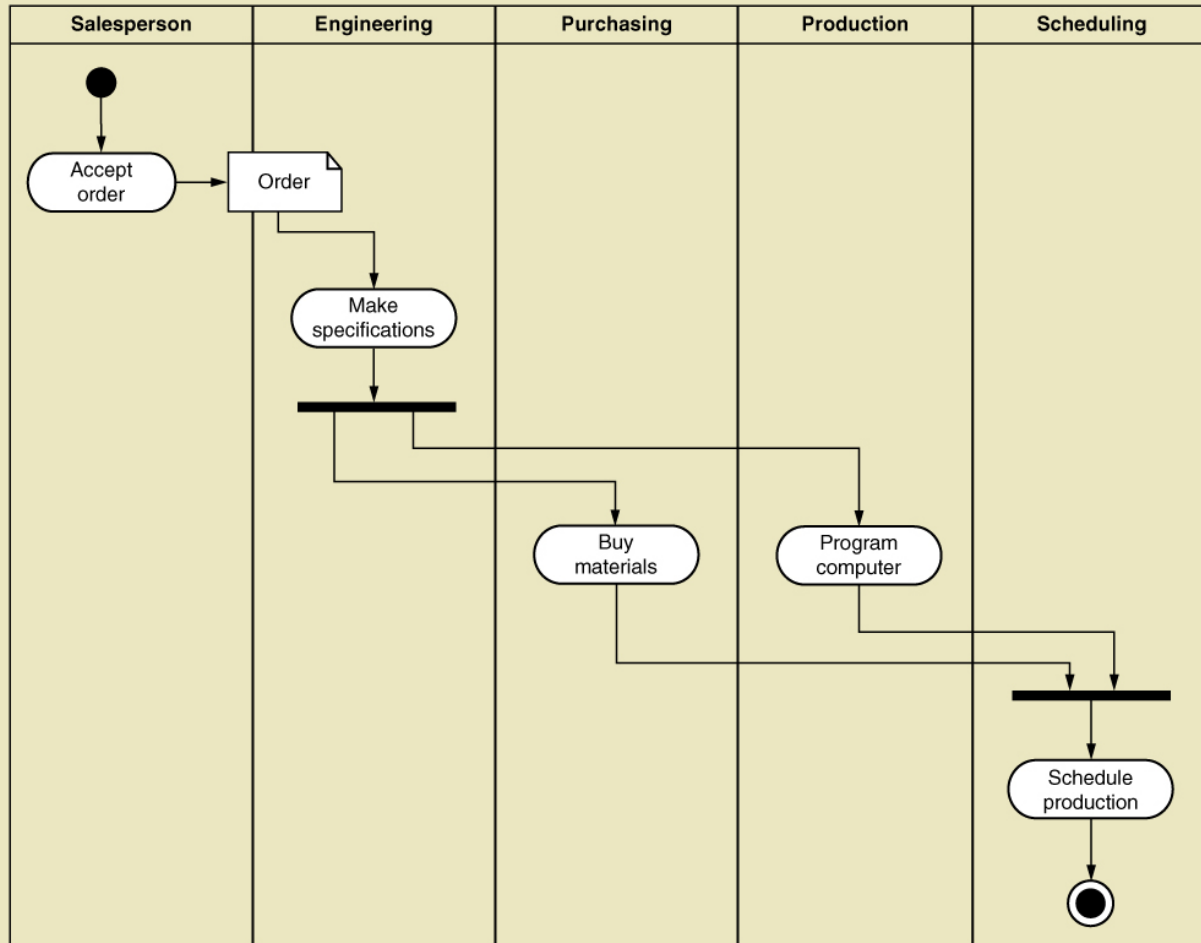 Salesperson
Engineering
Purchasing
Production
Scheduling
Accept
order
Order
Make
specifications
Buy
materials
Program
computer
Schedule
production